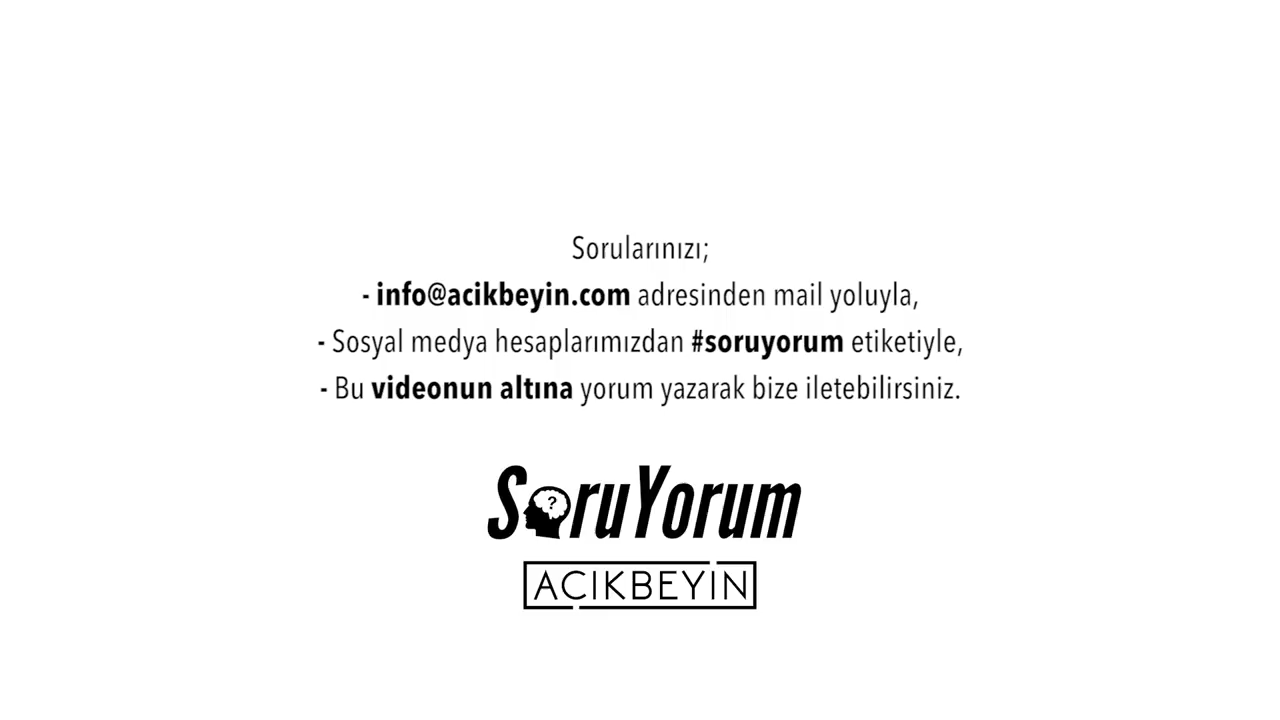 Sorularınızı;
- info@acikbeyin.com adresinden mail yoluyla,
- Sosyal medya hesaplarımızdan #soruyorum etiketiyle,
- Bu videonun altına yorum yazarak bize iletebilirsiniz.
SoruYorum
AÇIKBEYİN